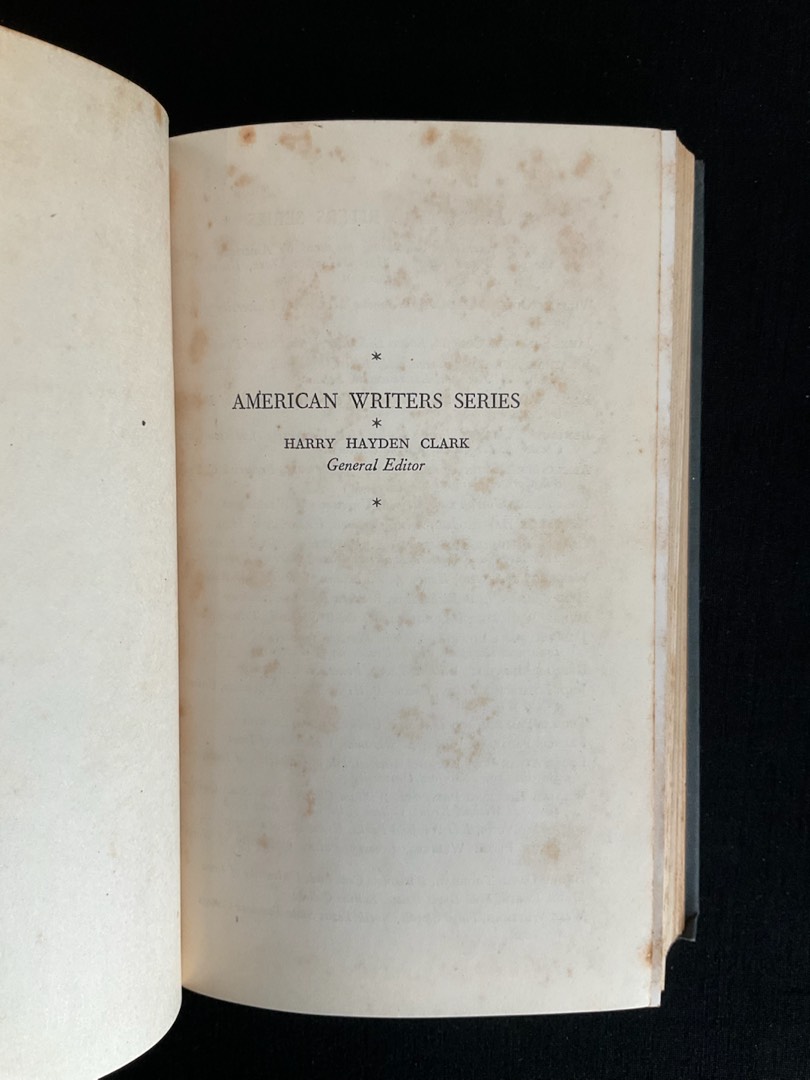 *
AMERICAN WRITERS SERIES
*
HARRY HAYDEN CLARK
General Editor
*